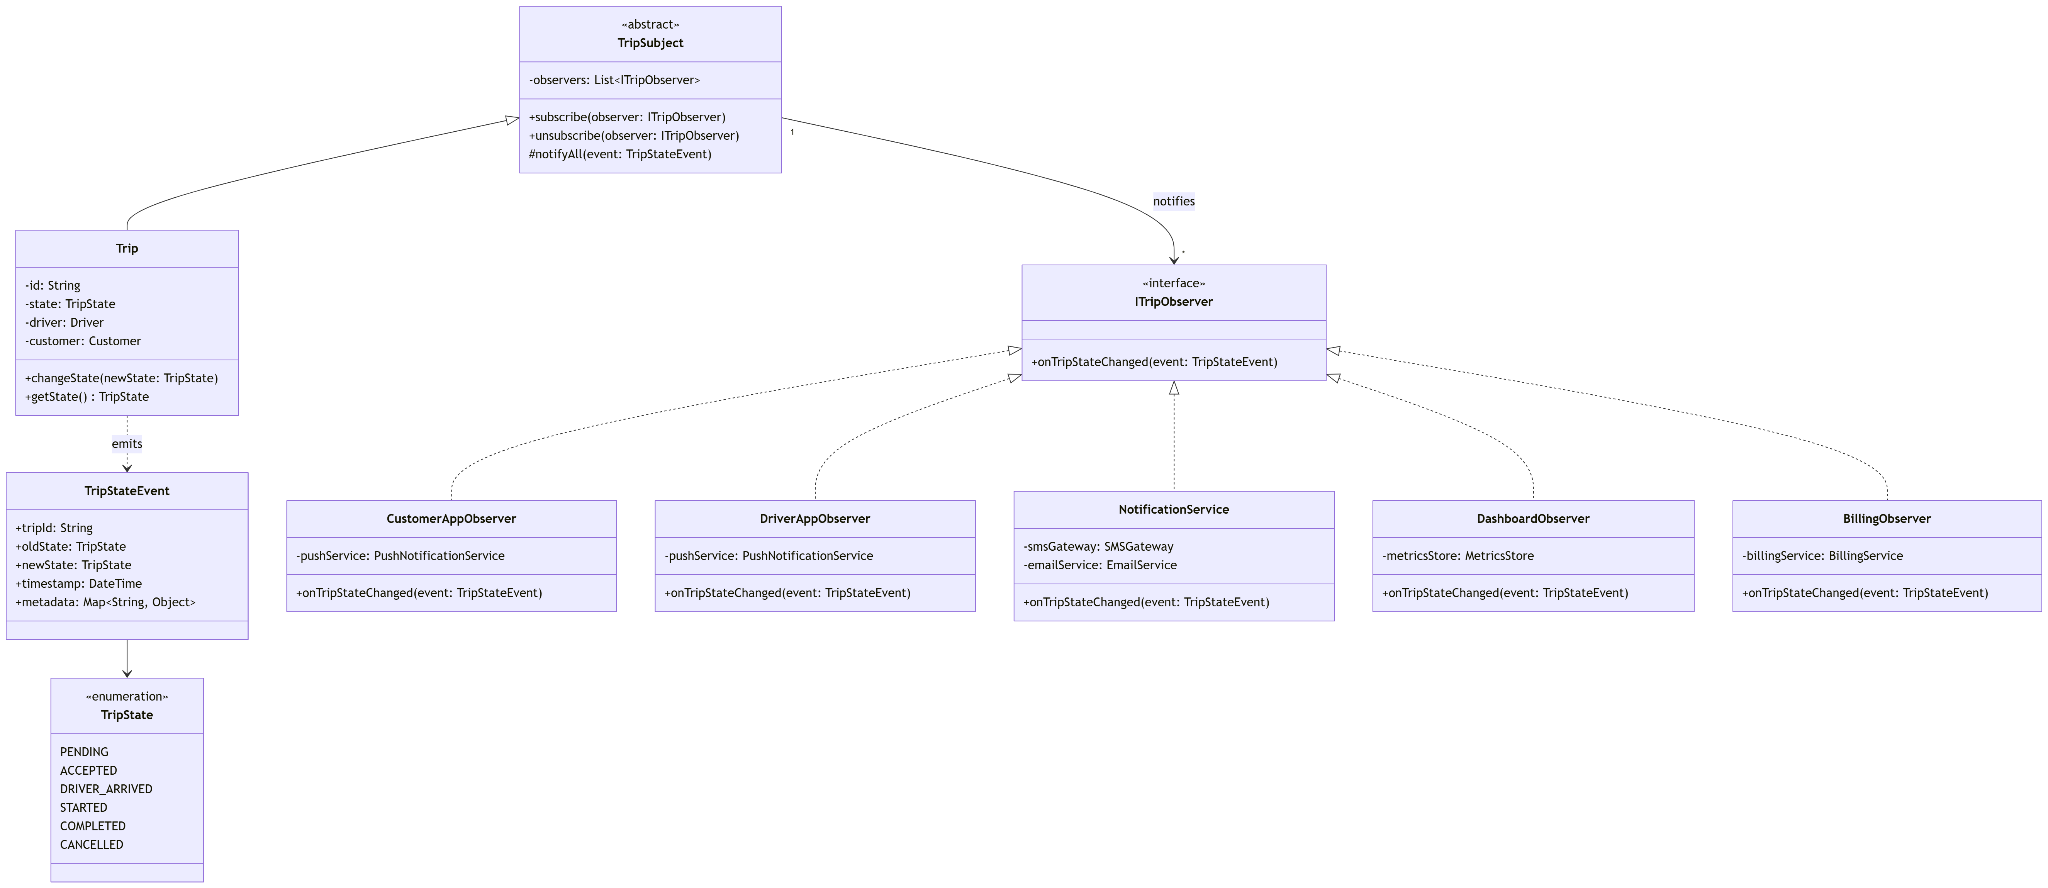 «abstract»
TripSubject
-observers: List<ITripObserver>
+subscribe(observer: ITripObserver)
+unsubscribe(observer: ITripObserver)
#notifyAll(event: TripStateEvent)
1
notifies
*
Trip
-id: String
-state: TripState
-driver: Driver
-customer: Customer
+changeState(newState: TripState)
+getState() : TripState
emits
«interface»
ITripObserver
+onTripStateChanged(event: TripStateEvent)
TripStateEvent
+tripId: String
+oldState: TripState
+newState: TripState
+timestamp: DateTime
+metadata: Map<String, Object>
CustomerAppObserver
-pushService: PushNotificationService
+onTripStateChanged(event: TripStateEvent)
DriverAppObserver
-pushService: PushNotificationService
+onTripStateChanged(event: TripStateEvent)
NotificationService
-smsGateway: SMSGateway
-emailService: EmailService
+onTripStateChanged(event: TripStateEvent)
DashboardObserver
-metricsStore: MetricsStore
+onTripStateChanged(event: TripStateEvent)
BillingObserver
-billingService: BillingService
+onTripStateChanged(event: TripStateEvent)
«enumeration»
TripState
PENDING
ACCEPTED
DRIVER_ARRIVED
STARTED
COMPLETED
CANCELLED